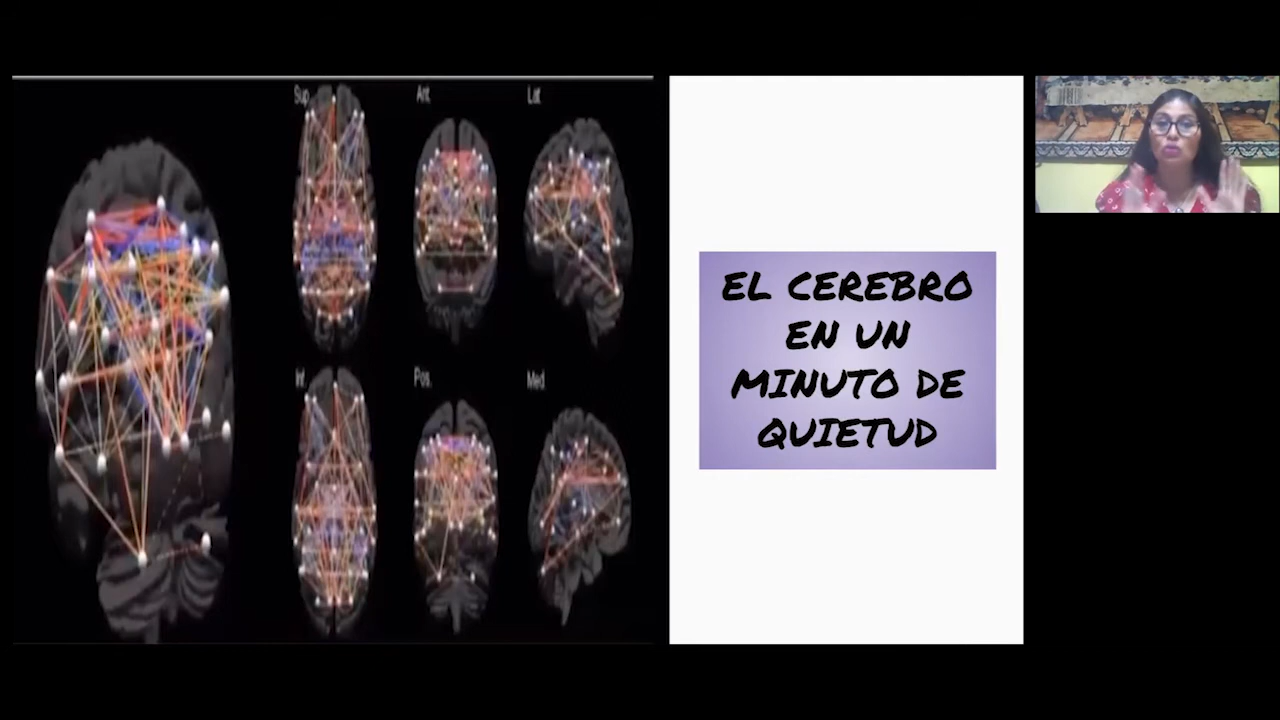 Sup
Ant
Lat
Inf.
Pos.
Med
EL CEREBRO
EN UN
MINUTO DE
QUIETUD